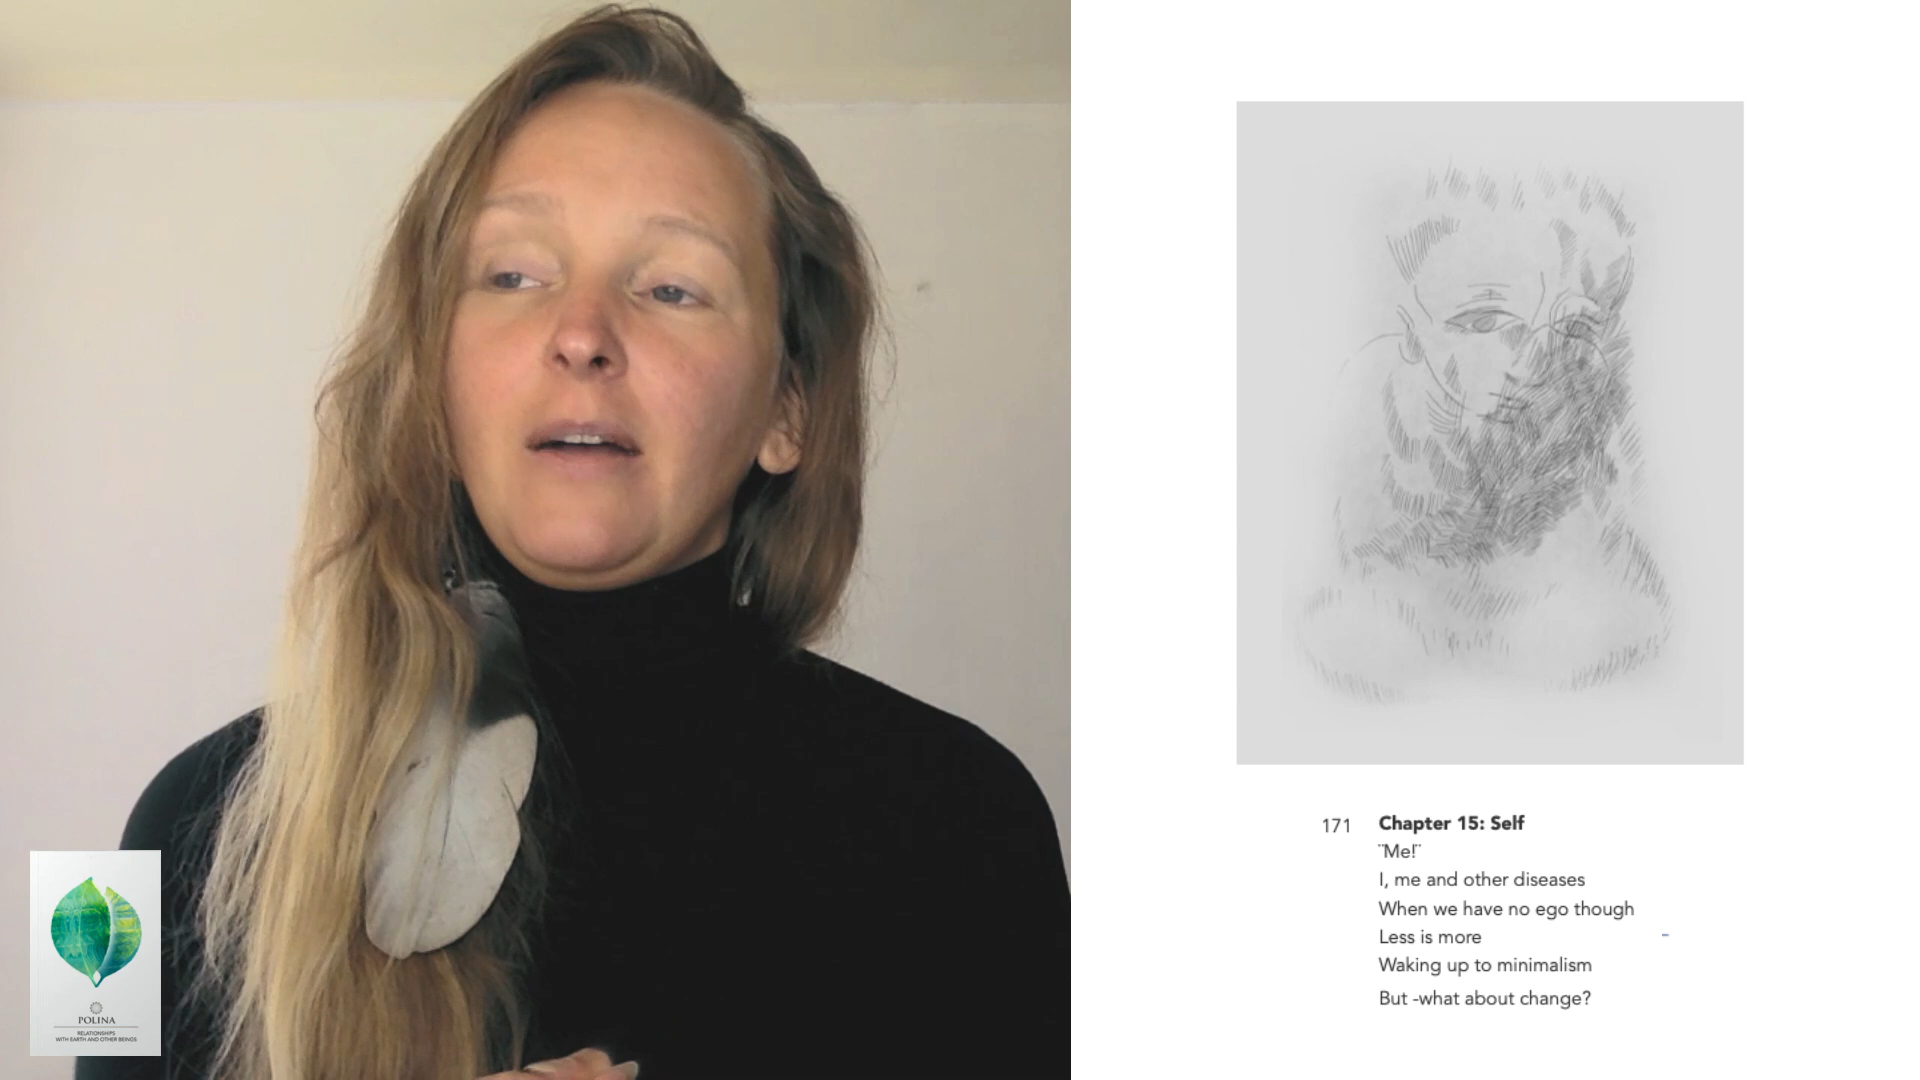 171 Chapter 15: Self
¨Me!¨
I, me and other diseases
When we have no ego though
Less is more
Waking up to minimalism
But -what about change?
POLINA
RELATIONSHIPS
WITH EARTH AND OTHER BEINGS